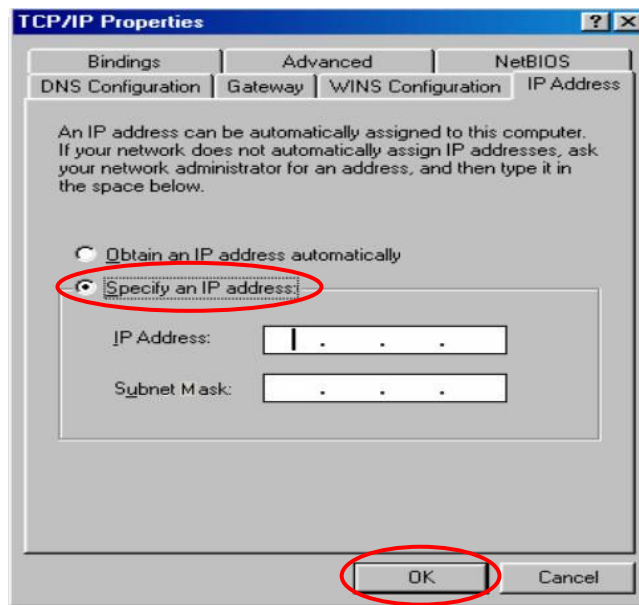 TCP/IP Properties
? ×
Bindings Advanced NetBIOS
DNS Configuration Gateway WINS Configuration IP Address
An IP address can be automatically assigned to this computer.
If your network does not automatically assign IP addresses, ask
your network administrator for an address, and then type it in
the space below.
Obtain an IP address automatically
Specify an IP address:
IP Address: . . .
Subnet Mask: . . .
OK Cancel